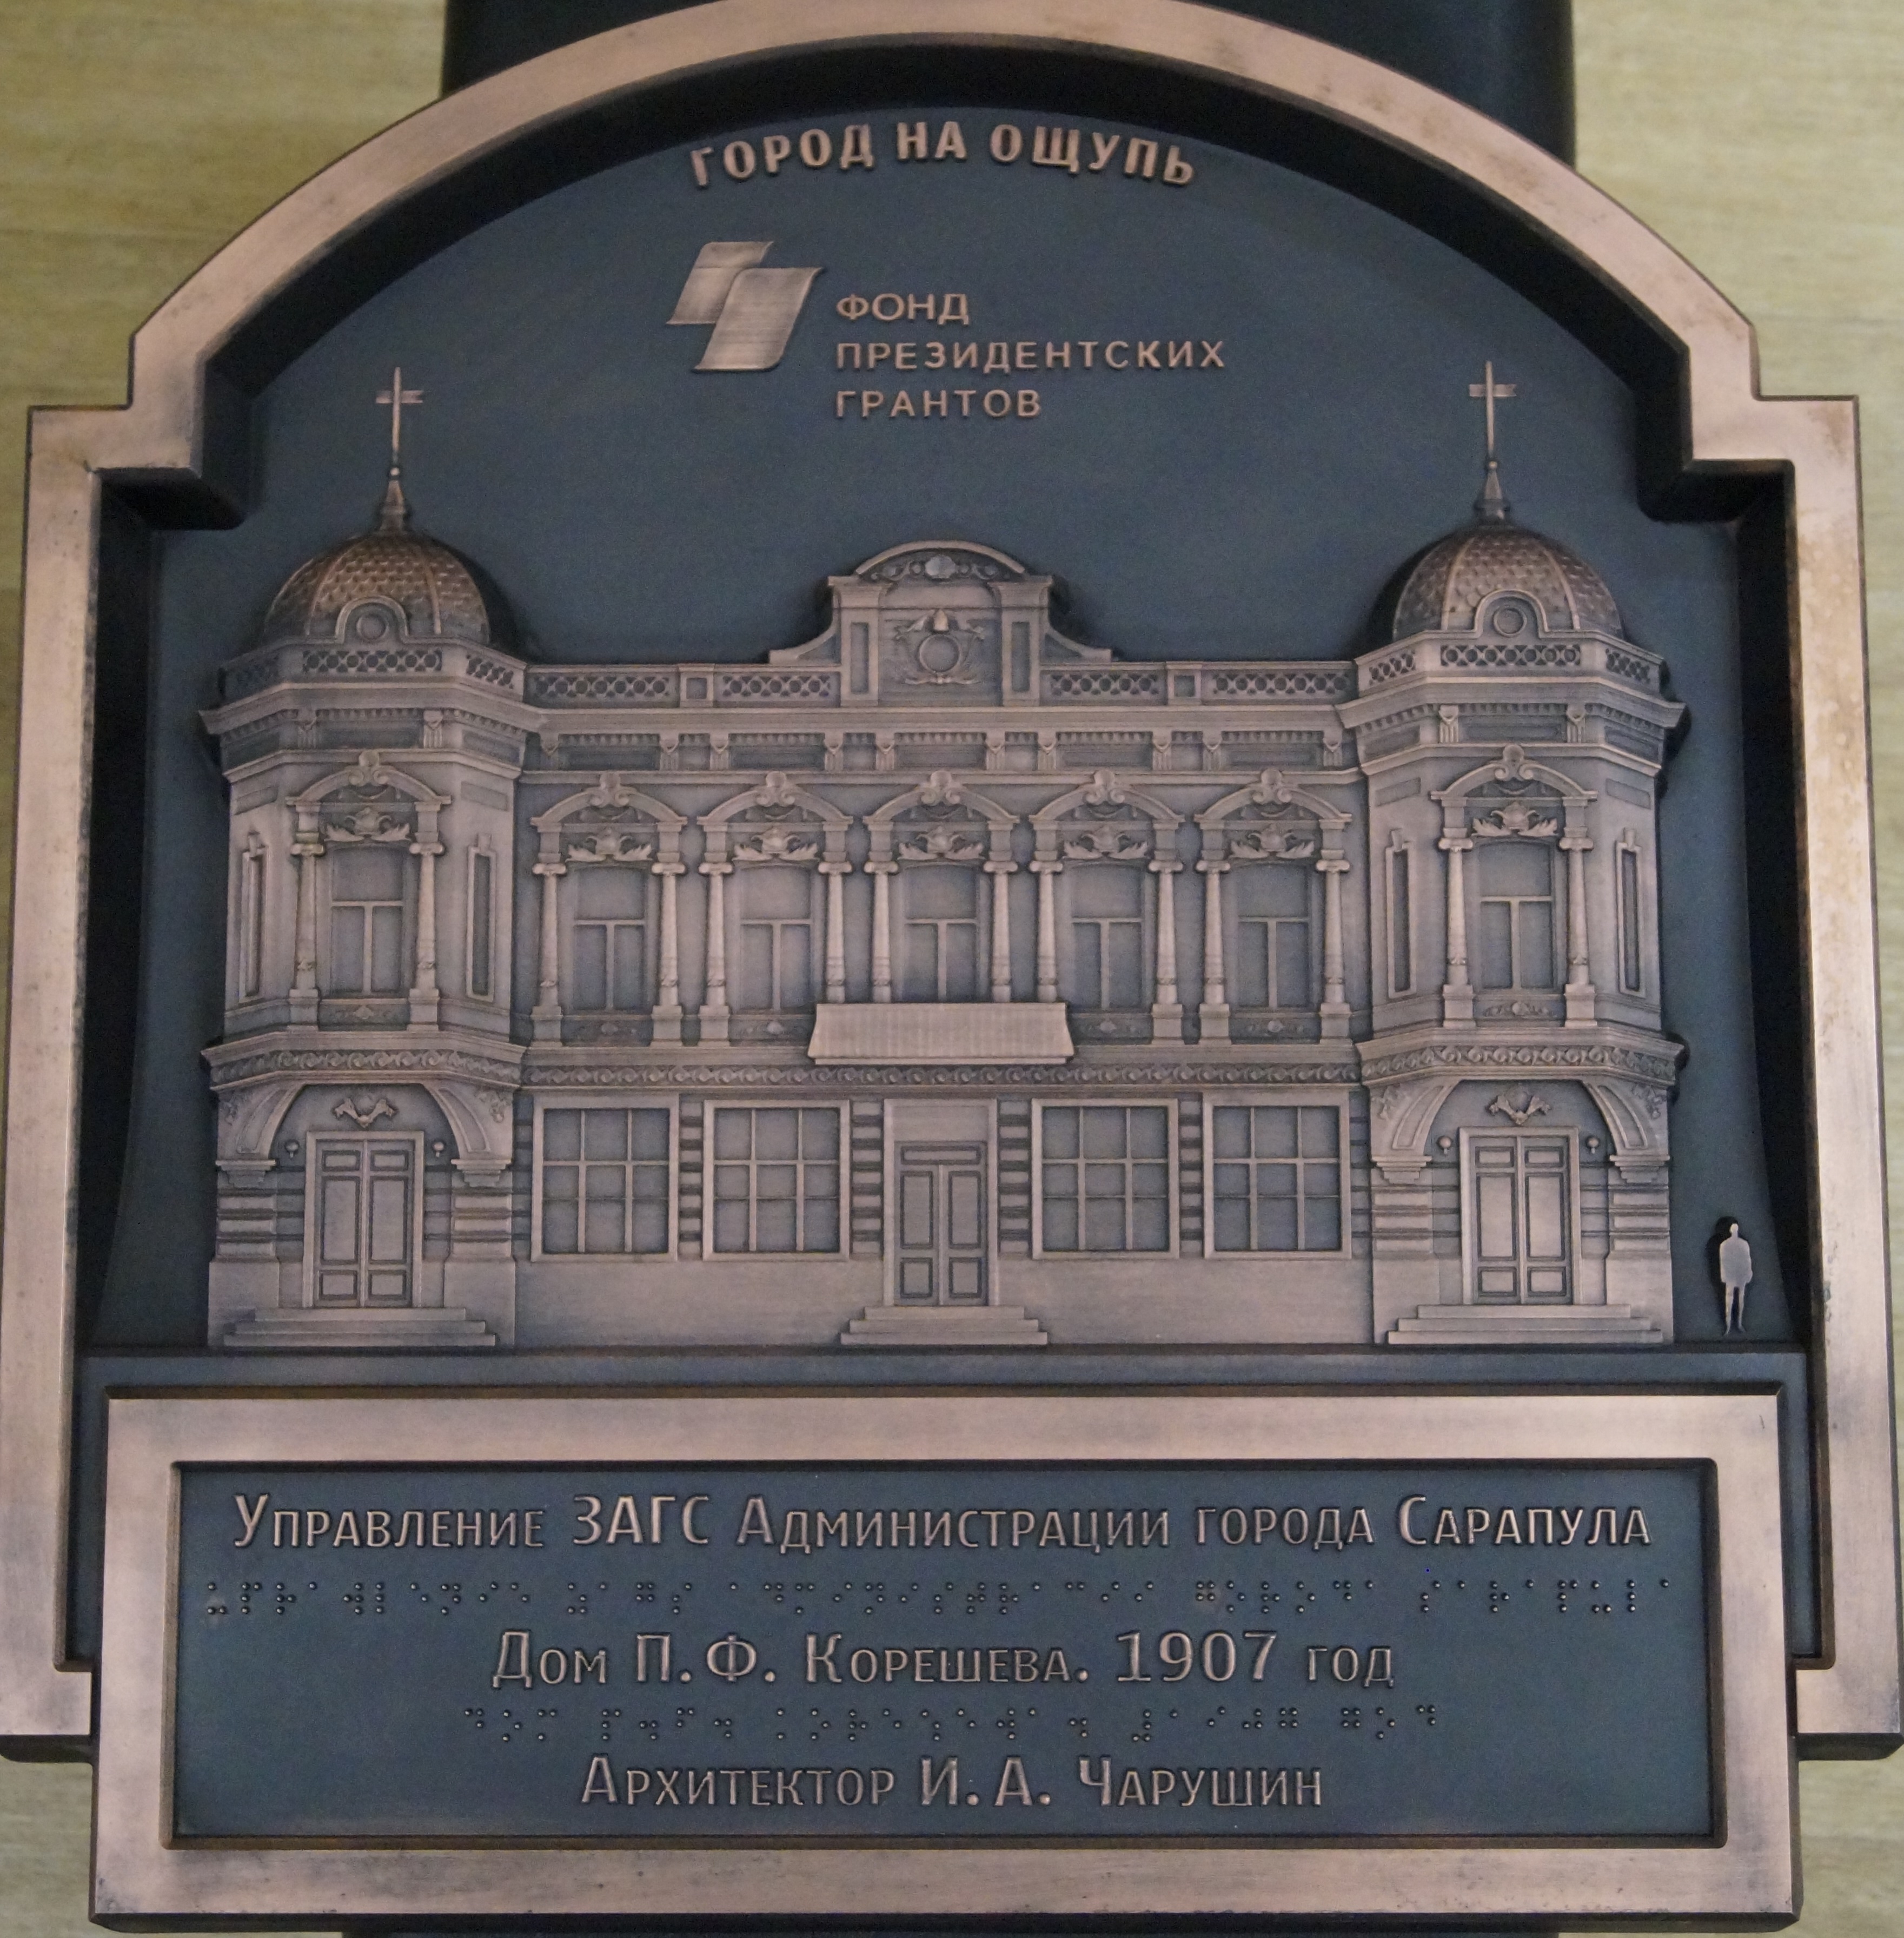 ГОРОД НА ОЩУПЬ
ФОНД
ПРЕЗИДЕНТСКИХ
ГРАНТОВ
Управление ЗАГС Администрации города Сарапула
Дом П.Ф. Корешева. 1907 год
Архитектор И.А. Чарушин